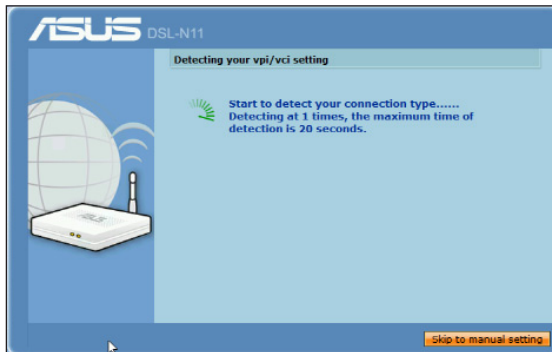 ASUS DSL-N11
Detecting your vpi/vci setting
Start to detect your connection type......
Detecting at 1 times, the maximum time of
detection is 20 seconds.
ASUS
Skip to manual setting